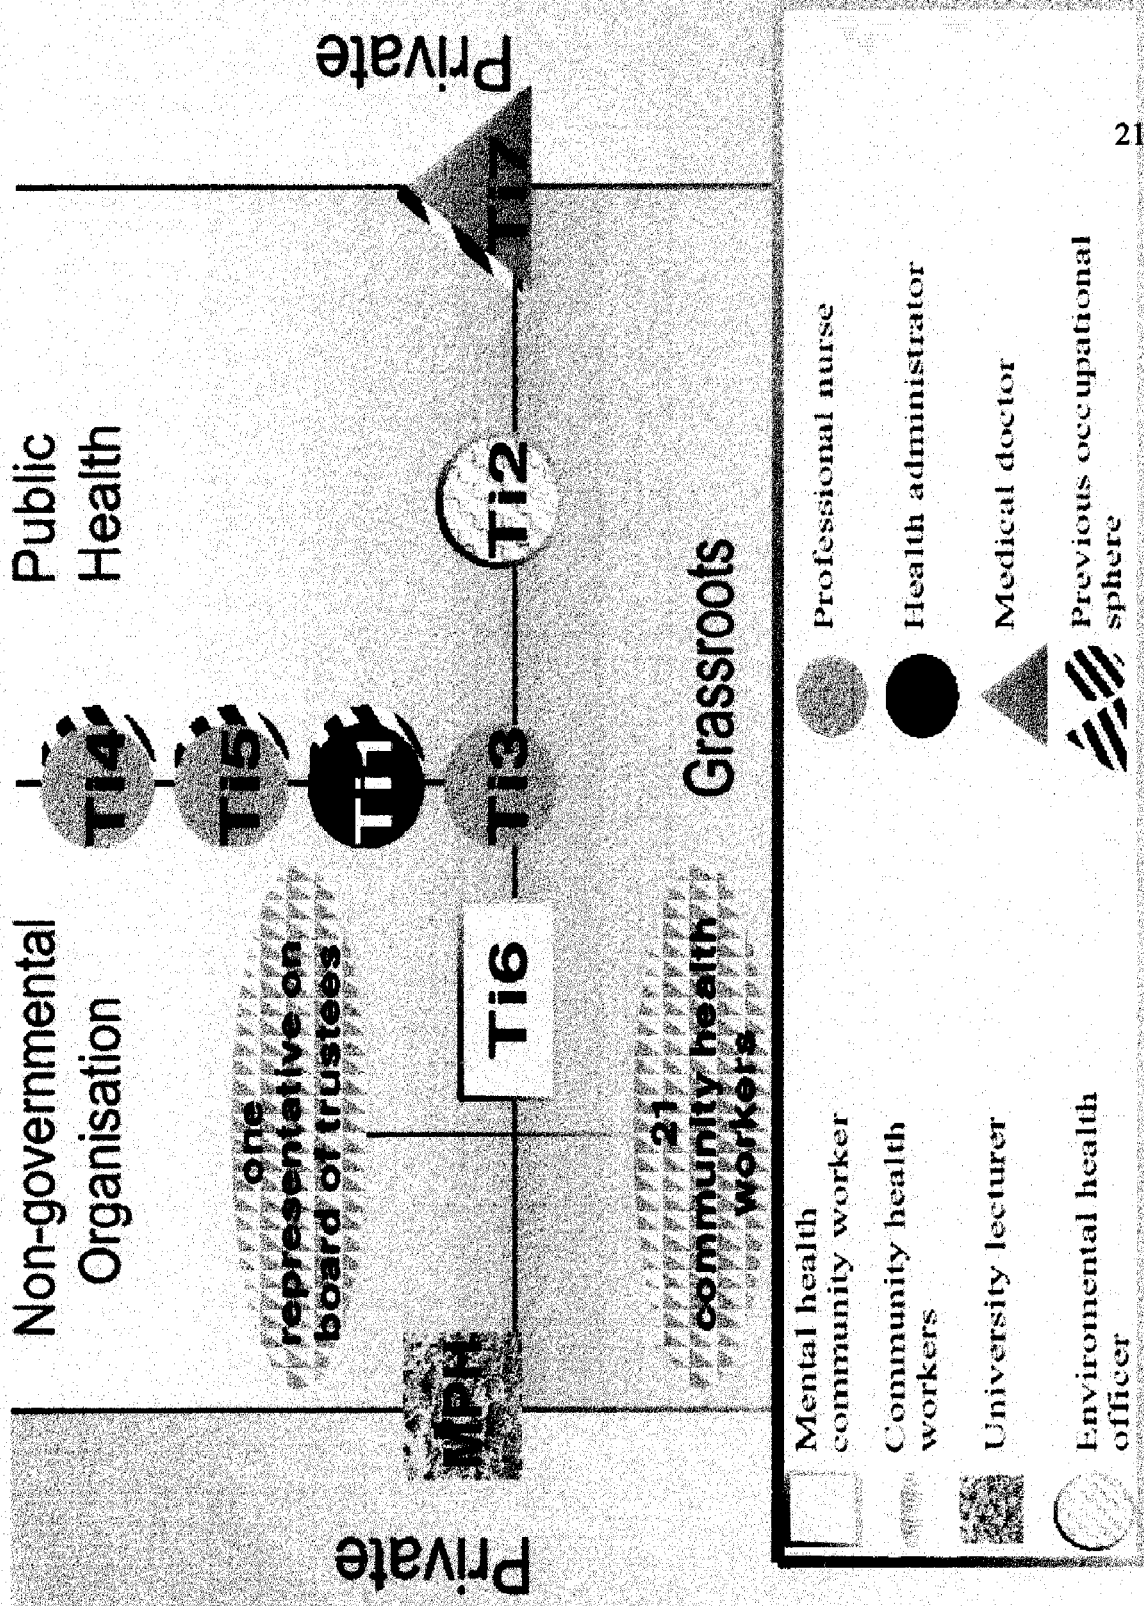 Non-governmental
Organisation
Public
Health
Private
Private
one
representative on
board of trustees
Ti4
Ti5
Ti1
MPH
Ti6
Ti3
Ti2
Ti7
21
community health
workers
Grassroots
Mental health
community worker
Community health
workers
University lecturer
Environmental health
officer
Professional nurse
Health administrator
Medical doctor
Previous occupational
sphere
21